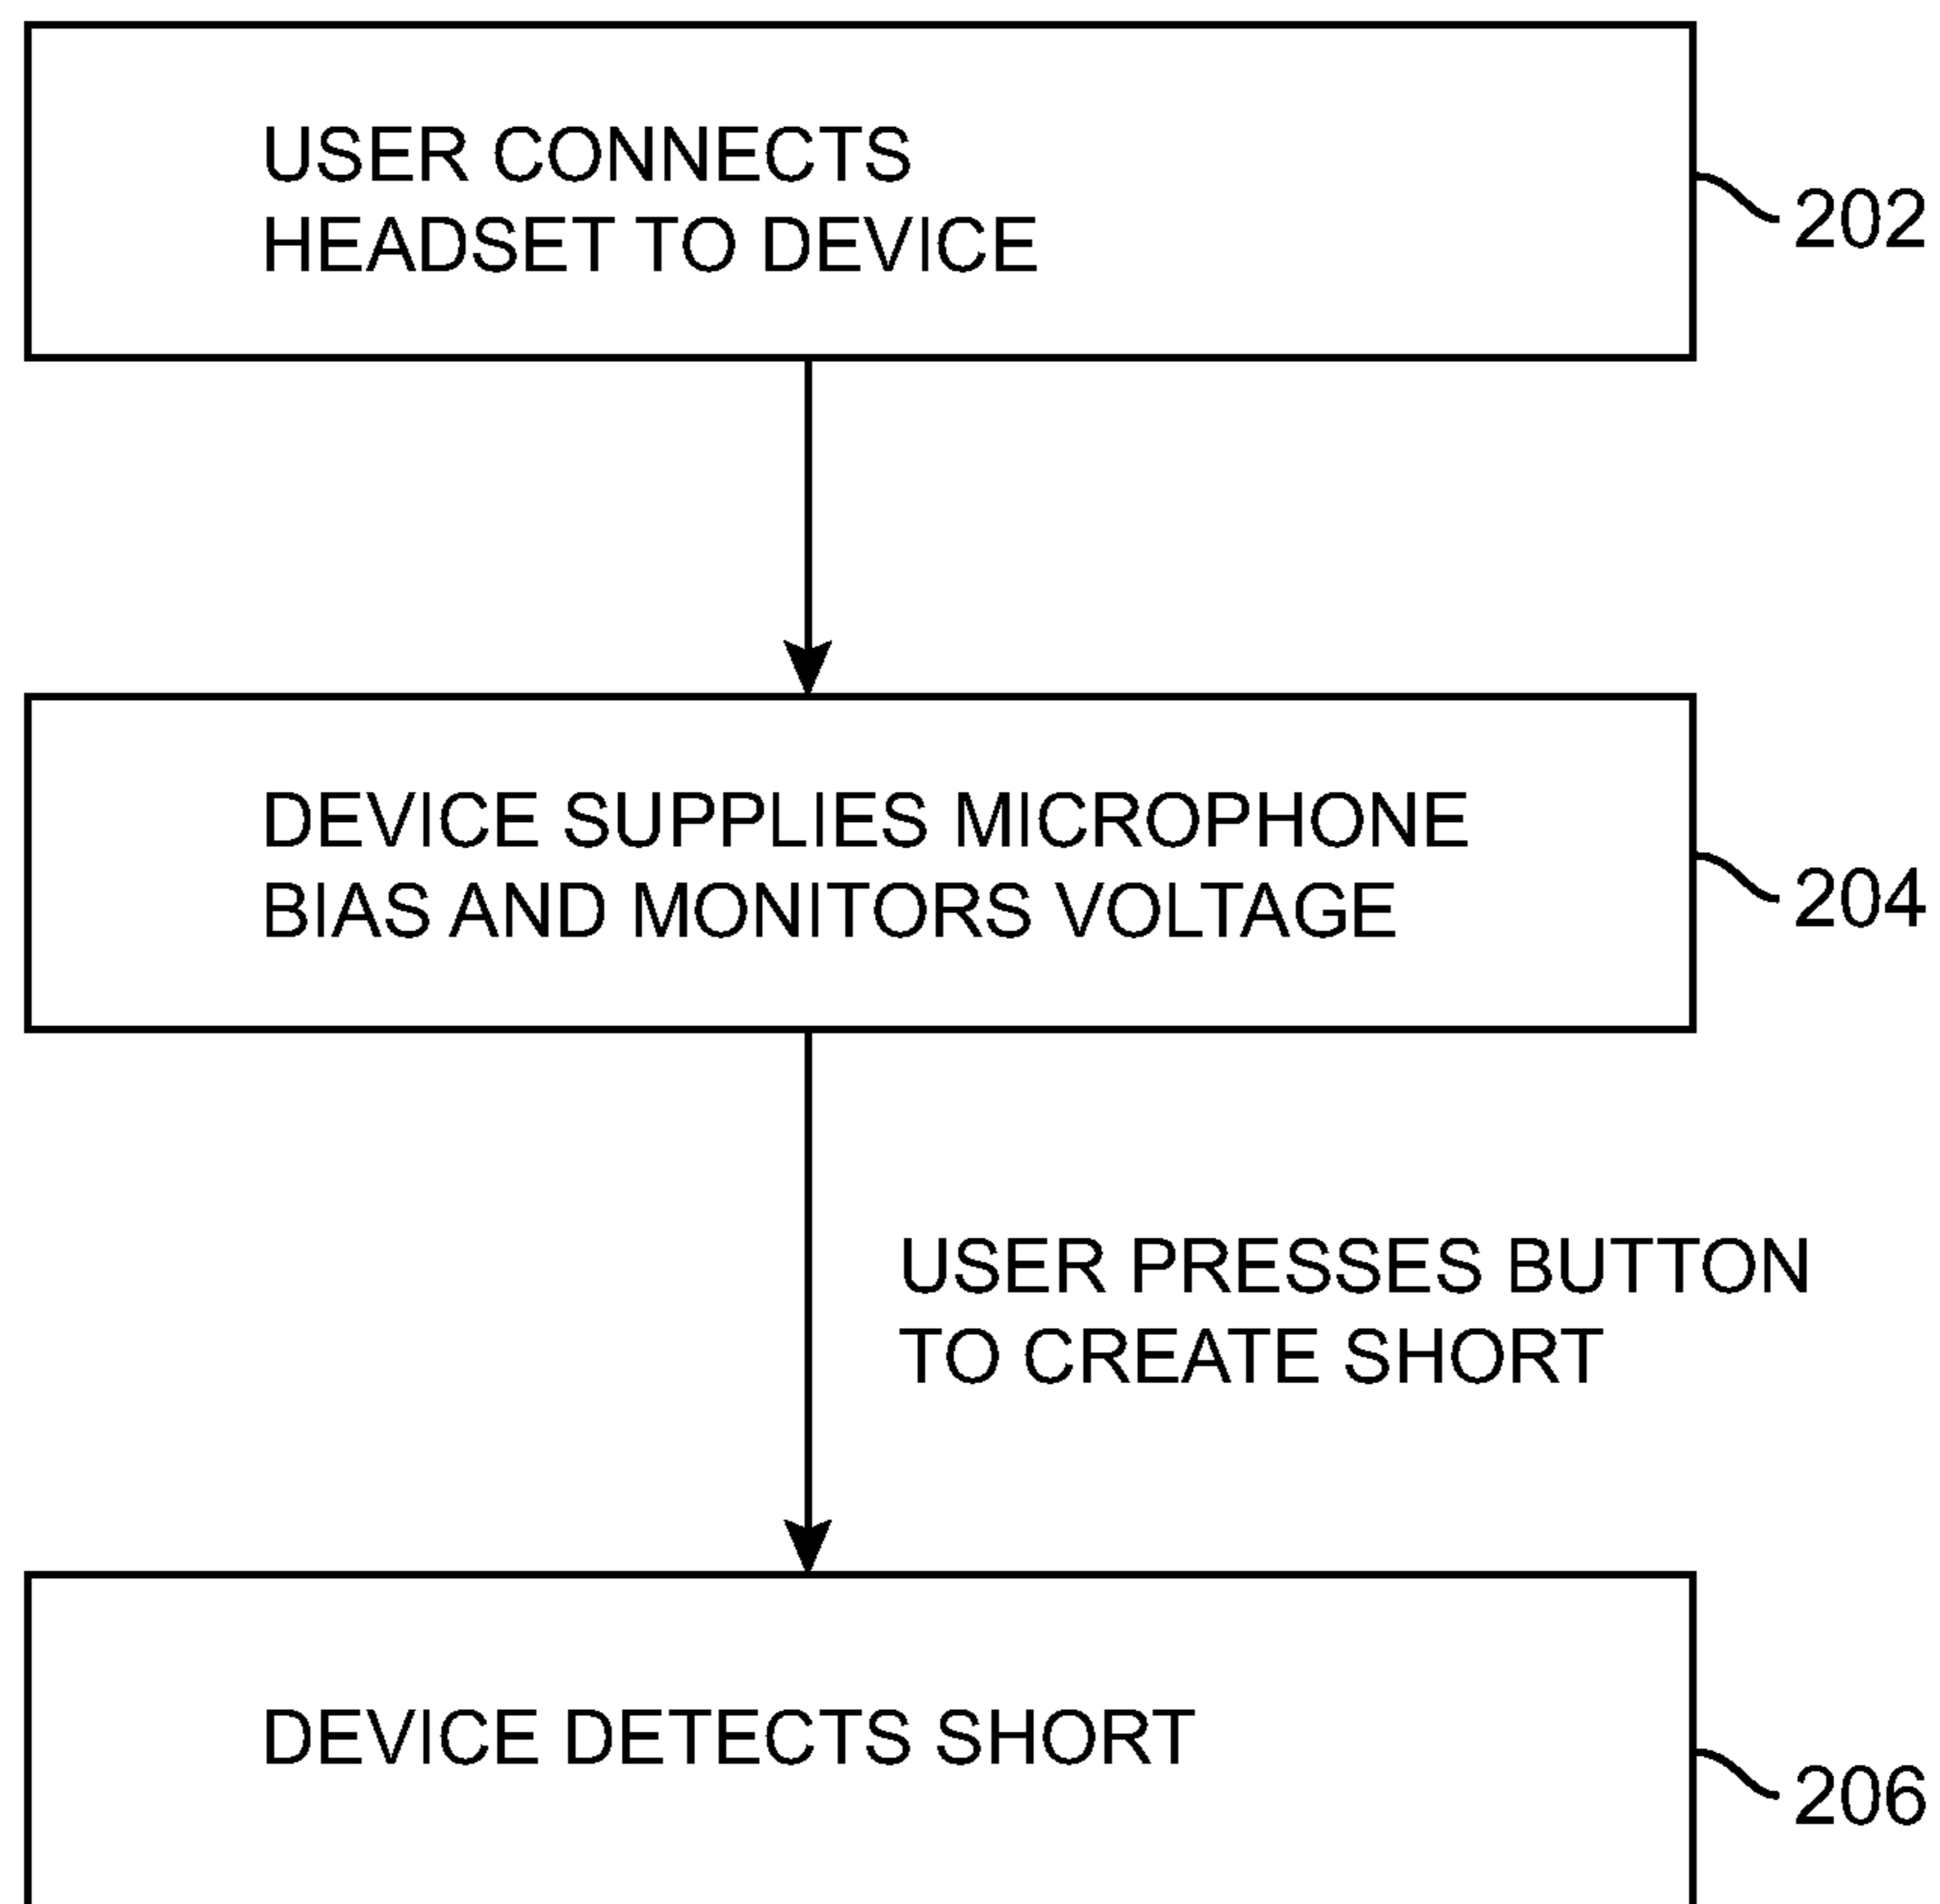 USER CONNECTS
HEADSET TO DEVICE
202
DEVICE SUPPLIES MICROPHONE
BIAS AND MONITORS VOLTAGE
204
USER PRESSES BUTTON
TO CREATE SHORT
DEVICE DETECTS SHORT
206